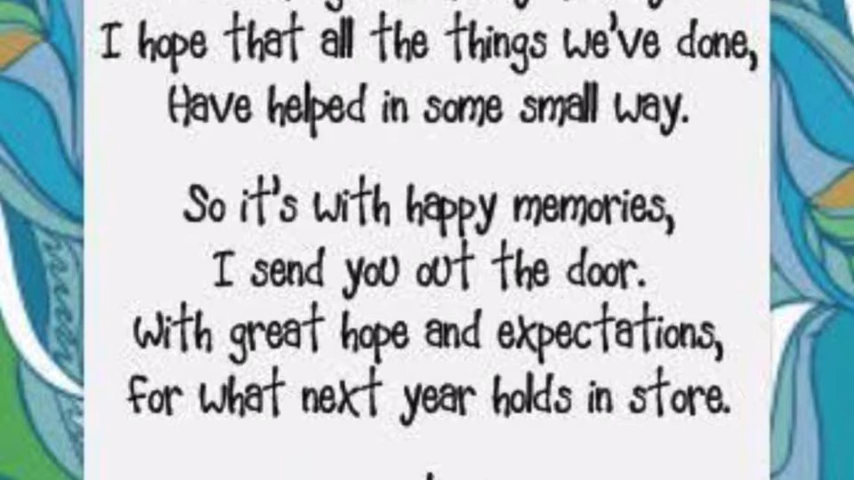 I hope that all the things we've done,
Have helped in some small way.
So it's with happy memories,
I send you out the door.
With great hope and expectations,
for what next year holds in store.